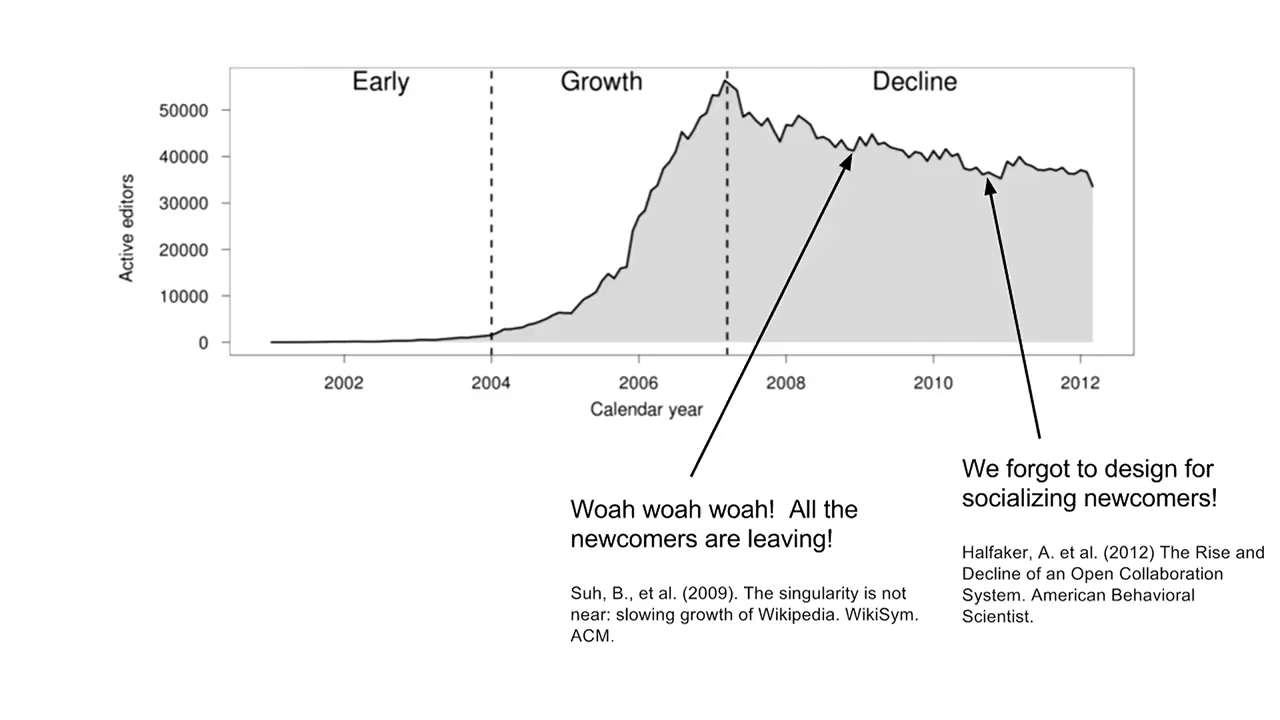 Early
Growth
Decline
Active editors
50000
40000
30000
20000
10000
0
2002
2004
2006
2008
2010
2012
Calendar year
Woah woah woah!  All the
newcomers are leaving!
Suh, B., et al. (2009). The singularity is not
near: slowing growth of Wikipedia. WikiSym.
ACM.
We forgot to design for
socializing newcomers!
Halfaker, A. et al. (2012) The Rise and
Decline of an Open Collaboration
System. American Behavioral
Scientist.